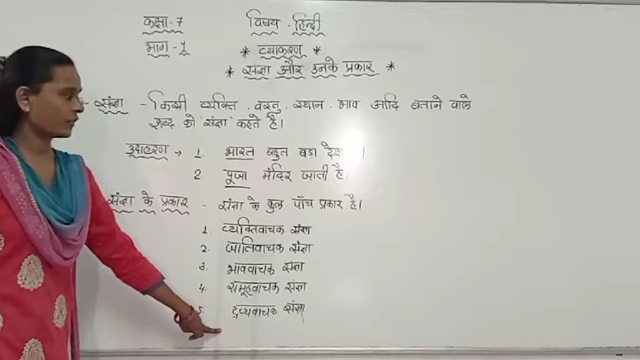 कक्षा - 7 विषय - हिन्दी
भाग - 1 * व्याकरण *
* संज्ञा और उनके प्रकार *
- संज्ञा - किसी व्यक्ति, वस्तु, स्थान, भाव आदि बताने वाले
शब्द को 'संज्ञा' कहते है।
उदाहरण → 1. भारत बहुत बडा देश ।
2 पूजा मंदिर जाती है।
संज्ञा के प्रकार - संज्ञा के कुल पाँच प्रकार है।
1. व्यक्तिवाचक संज्ञा
2. जातिवाचक संज्ञा
3. भाववाचक संज्ञा
4. समूहवाचक संज्ञा
5. द्रव्यवाचक संज्ञा